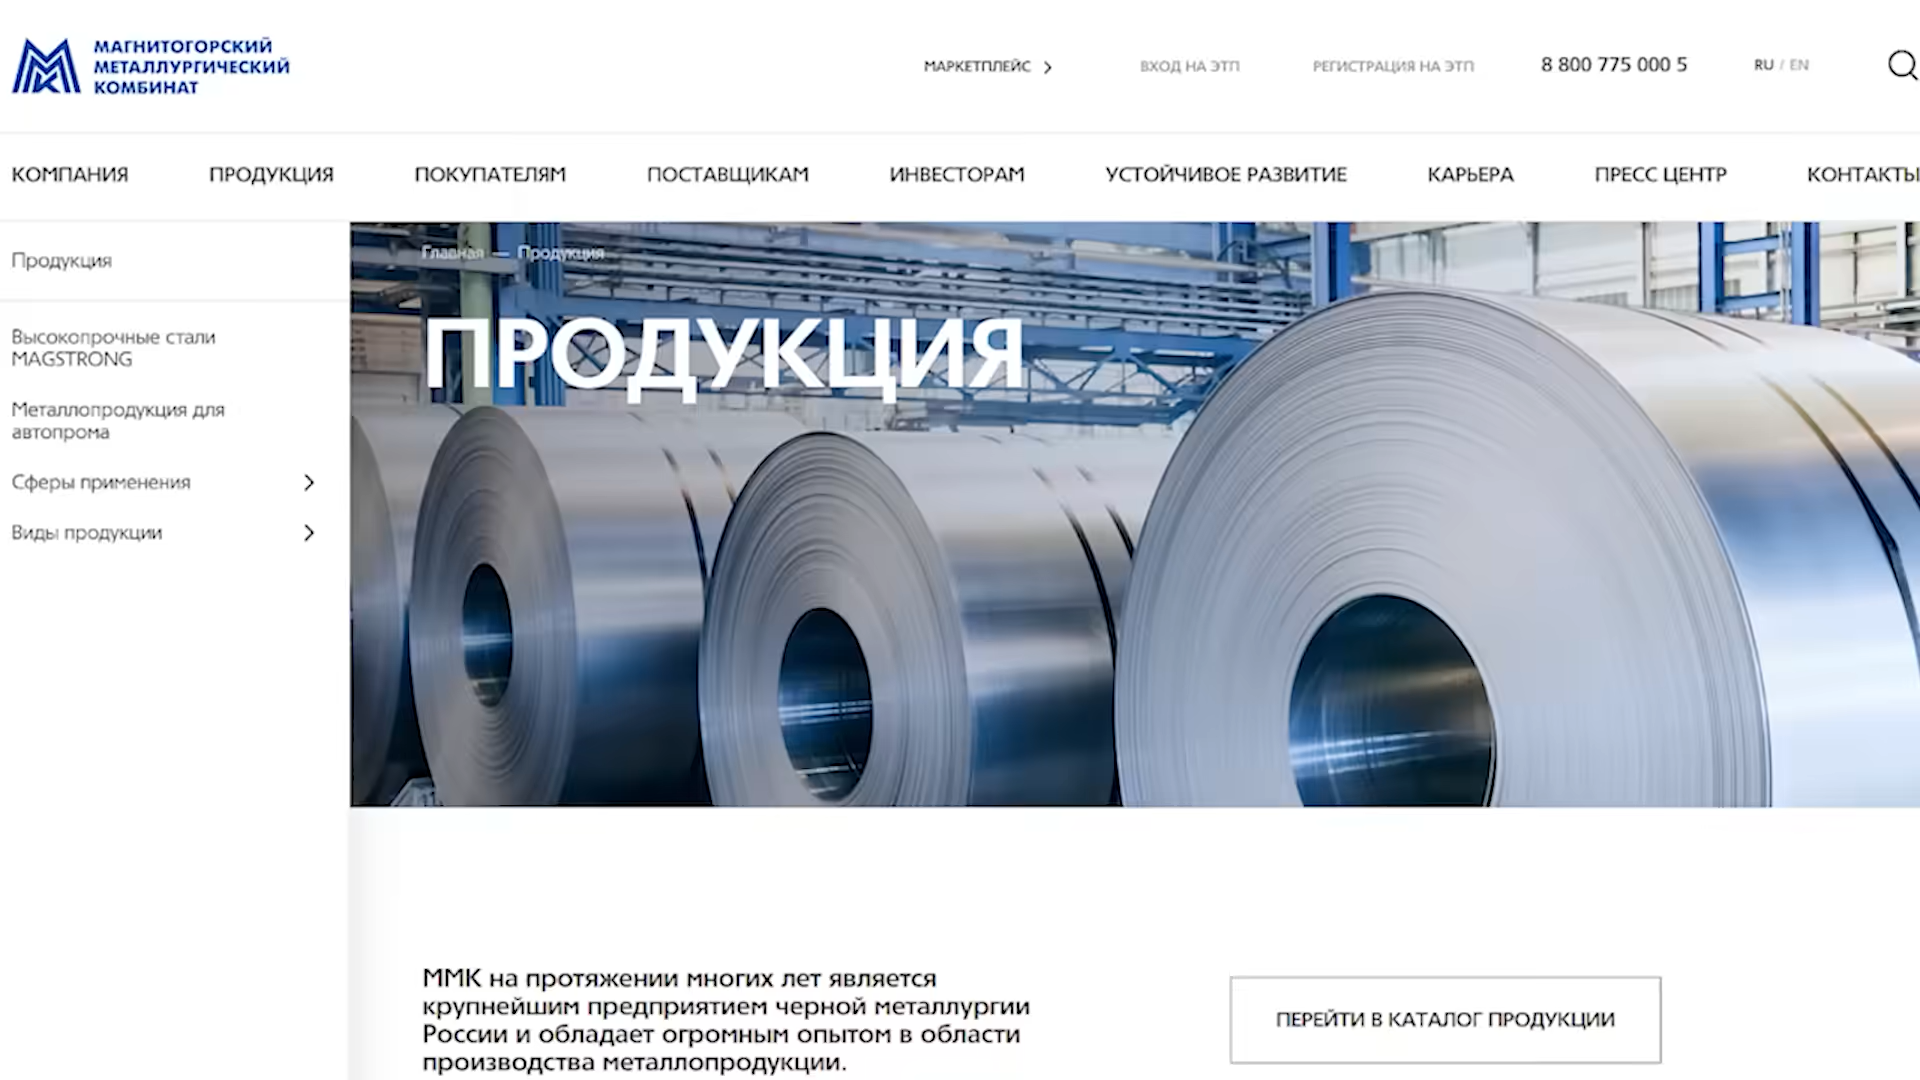 МАГНИТОГОРСКИЙ
МЕТАЛЛУРГИЧЕСКИЙ
КОМБИНАТ
МАРКЕТПЛЕЙС
ВХОД НА ЭТП
РЕГИСТРАЦИЯ НА ЭТП
8 800 775 000 5
RU / EN
КОМПАНИЯ
ПРОДУКЦИЯ
ПОКУПАТЕЛЯМ
ПОСТАВЩИКАМ
ИНВЕСТОРАМ
УСТОЙЧИВОЕ РАЗВИТИЕ
КАРЬЕРА
ПРЕСС ЦЕНТР
КОНТАКТЫ
Продукция
Высокопрочные стали
MAGSTRONG
Металлопродукция для
автопрома
Сферы применения
Виды продукции
Главная — Продукция
ПРОДУКЦИЯ
ММК на протяжении многих лет является
крупнейшим предприятием черной металлургии
России и обладает огромным опытом в области
производства металлопродукции.
ПЕРЕЙТИ В КАТАЛОГ ПРОДУКЦИИ